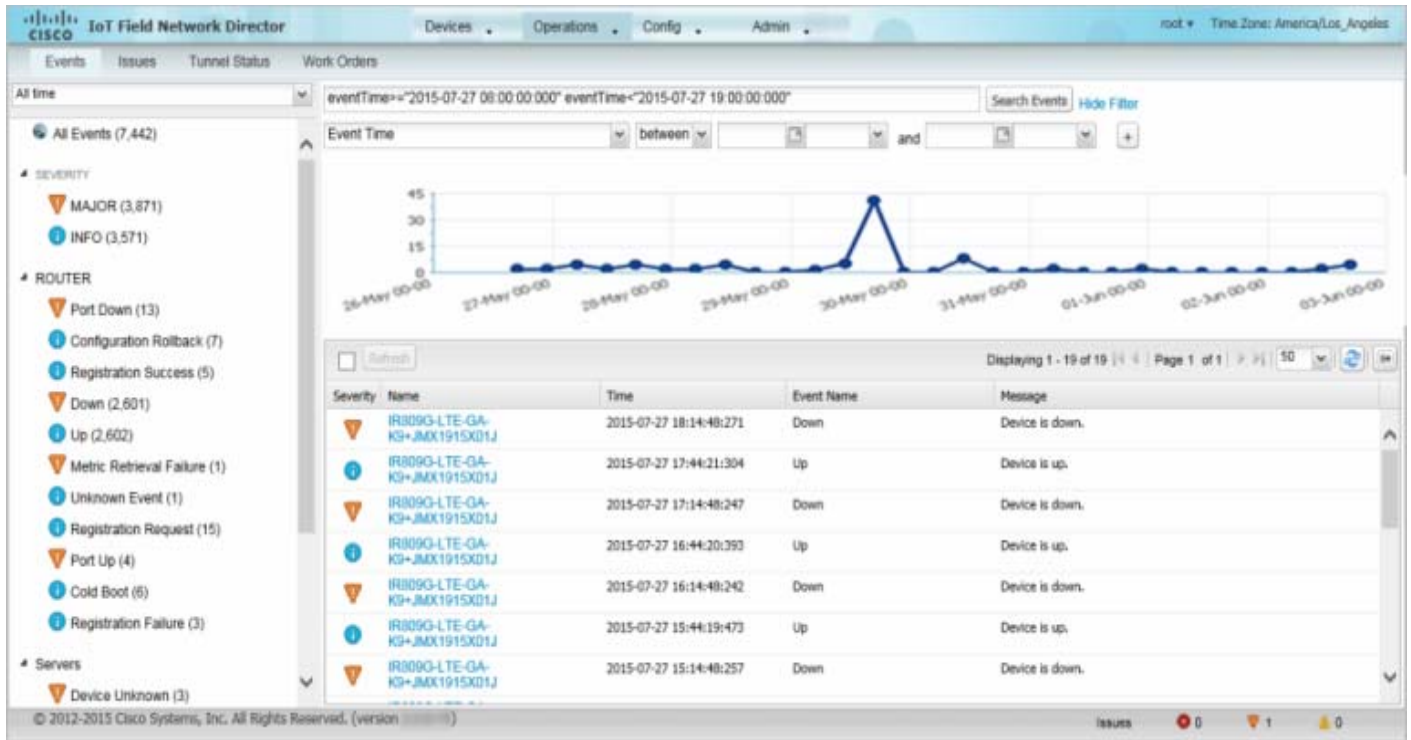 CISCO IoT Field Network Director Devices Operations Config Admin root Time Zone: America/Los_Angeles
Events Issues Tunnel Status Work Orders
All time
eventTime>="2015-07-27 08:00:00:000" eventTime<"2015-07-27 19:00:00:000" Search Events Hide Filter
All Events (7,442)
Event Time between and +
SEVERITY
MAJOR (3,871)
INFO (3,571)
ROUTER
Port Down (13)
Configuration Rollback (7)
Registration Success (5)
Down (2,601)
Up (2,602)
Metric Retrieval Failure (1)
Unknown Event (1)
Registration Request (15)
Port Up (4)
Cold Boot (6)
Registration Failure (3)
Servers
Device Unknown (3)
45
30
15
0
26-May 00-00 27-May 00-00 28-May 00-00 29-May 00-00 30-May 00-00 31-May 00-00 01-Jun 00-00 02-Jun 00-00 03-Jun 00-00
Refresh Displaying 1 - 19 of 19 Page 1 of 1 50
Severity Name Time Event Name Message
IR809G-LTE-GA- 2015-07-27 18:14:48:271 Down Device is down.
K9+JMX1915X01J
IR809G-LTE-GA- 2015-07-27 17:44:21:304 Up Device is up.
K9+JMX1915X01J
IR809G-LTE-GA- 2015-07-27 17:14:48:247 Down Device is down.
K9+JMX1915X01J
IR809G-LTE-GA- 2015-07-27 16:44:20:393 Up Device is up.
K9+JMX1915X01J
IR809G-LTE-GA- 2015-07-27 16:14:48:242 Down Device is down.
K9+JMX1915X01J
IR809G-LTE-GA- 2015-07-27 15:44:19:473 Up Device is up.
K9+JMX1915X01J
IR809G-LTE-GA- 2015-07-27 15:14:48:257 Down Device is down.
K9+JMX1915X01J
© 2012-2015 Cisco Systems, Inc. All Rights Reserved. (version ) Issues 0 1 0